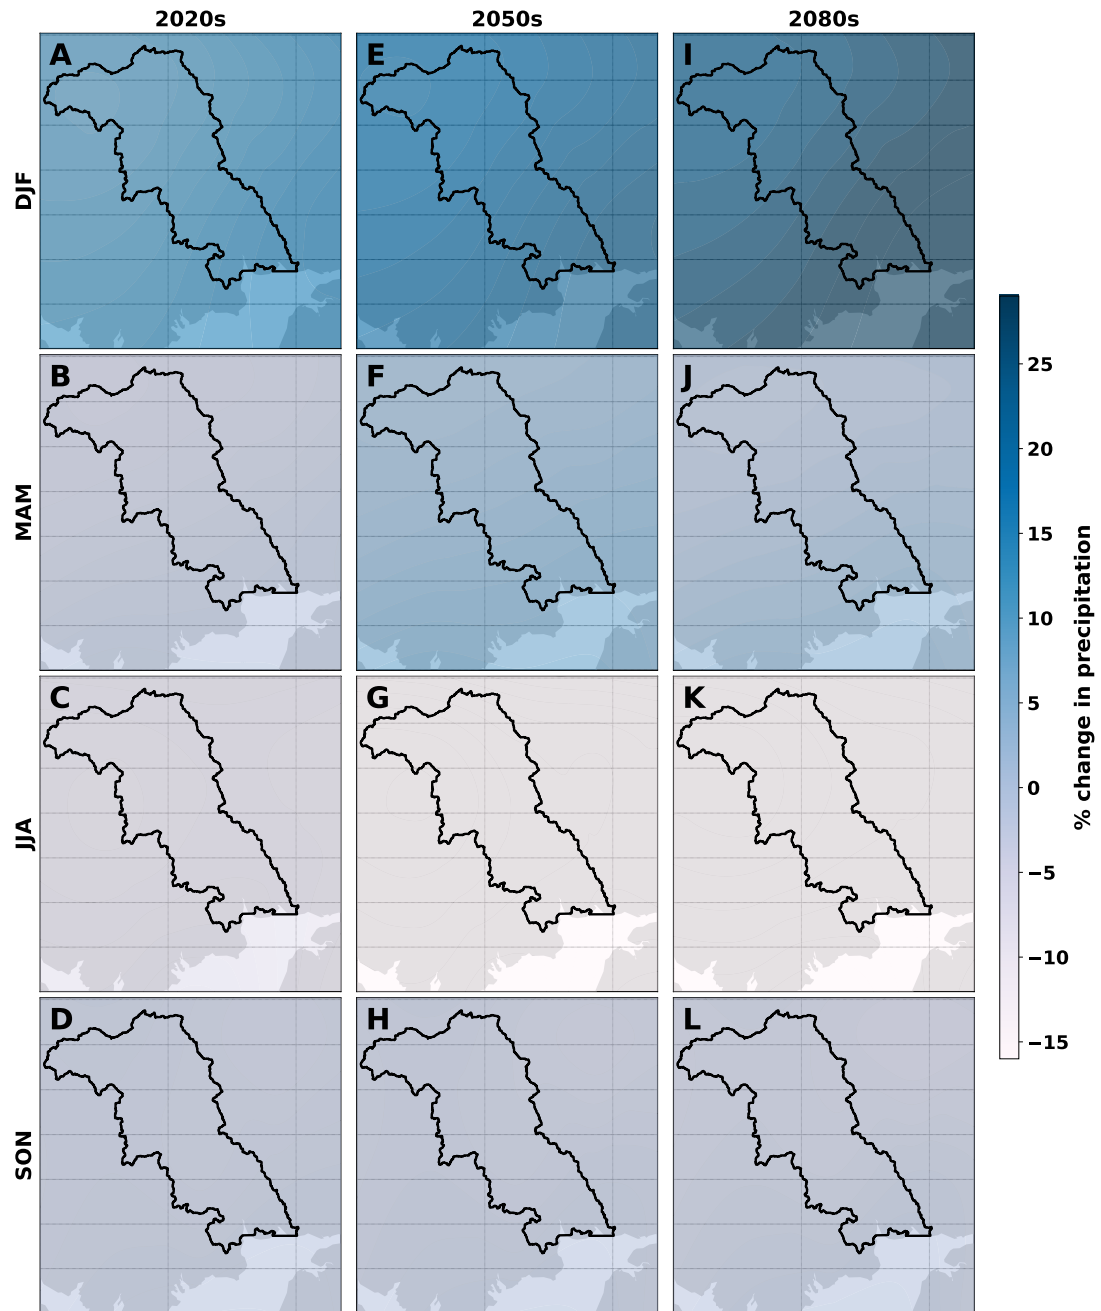 2020s 2050s 2080s
DJF
A E I
MAM
B F J
JJA
C G K
SON
D H L
25
20
15
10
5
0
−5
−10
−15
% change in precipitation